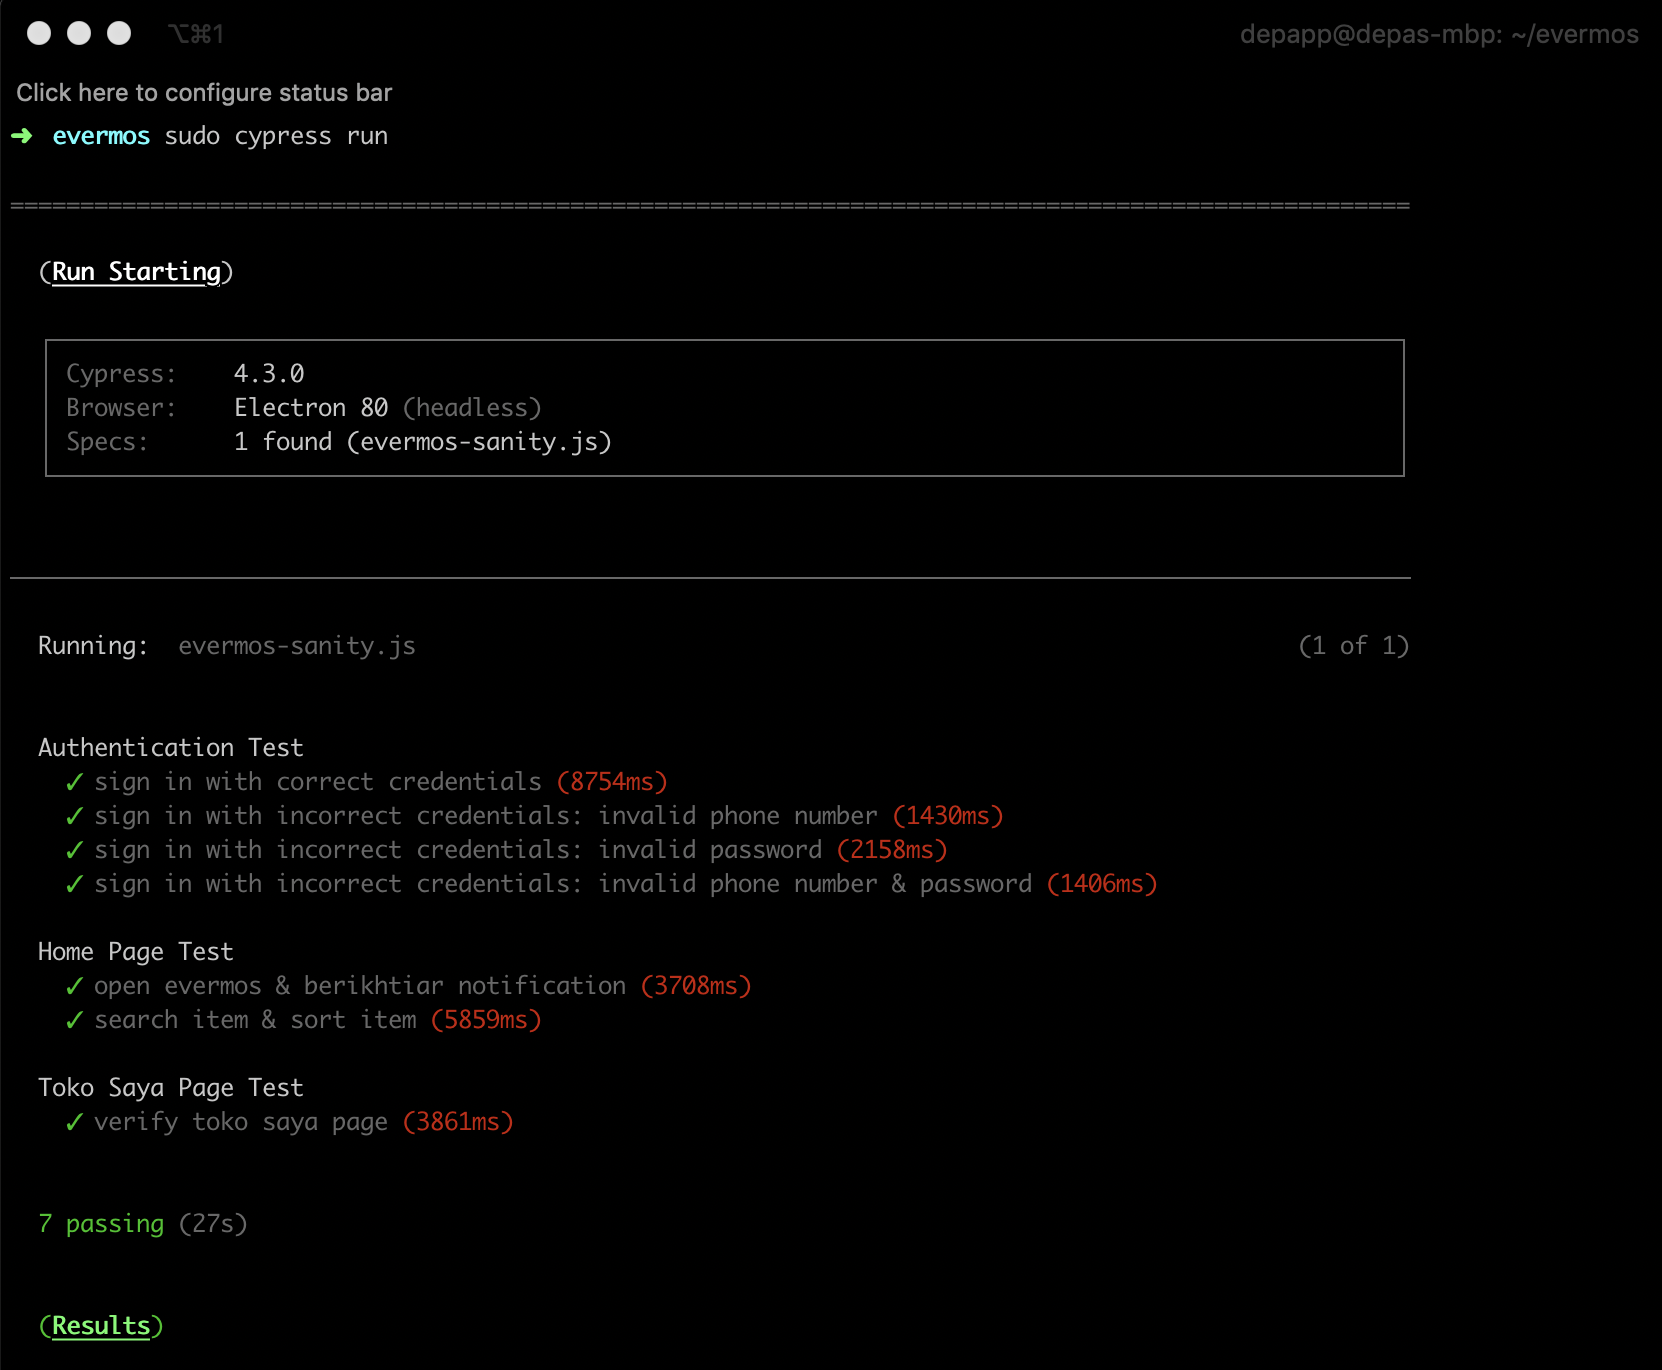 ⌥⌘1
depapp@depas-mbp: ~/evermos
Click here to configure status bar
➜ evermos sudo cypress run
====================================================================================================
(Run Starting)
Cypress: 4.3.0
Browser: Electron 80 (headless)
Specs: 1 found (evermos-sanity.js)
Running: evermos-sanity.js (1 of 1)
Authentication Test
✓ sign in with correct credentials (8754ms)
✓ sign in with incorrect credentials: invalid phone number (1430ms)
✓ sign in with incorrect credentials: invalid password (2158ms)
✓ sign in with incorrect credentials: invalid phone number & password (1406ms)
Home Page Test
✓ open evermos & berikhtiar notification (3708ms)
✓ search item & sort item (5859ms)
Toko Saya Page Test
✓ verify toko saya page (3861ms)
7 passing (27s)
(Results)